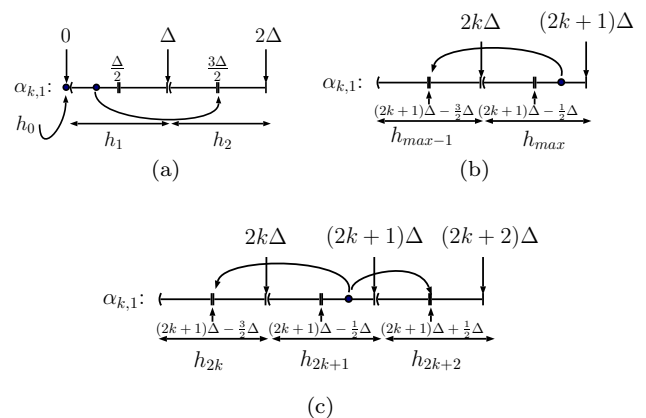 0 Δ 2Δ
Δ/2 3Δ/2
α_{k,1}:
h_0 h_1 h_2
(a)
2kΔ (2k+1)Δ
α_{k,1}:
(2k+1)Δ − 3/2Δ (2k+1)Δ − 1/2Δ
h_{max−1} h_{max}
(b)
2kΔ (2k+1)Δ (2k+2)Δ
α_{k,1}:
(2k+1)Δ − 3/2Δ (2k+1)Δ − 1/2Δ (2k+1)Δ + 1/2Δ
h_{2k} h_{2k+1} h_{2k+2}
(c)